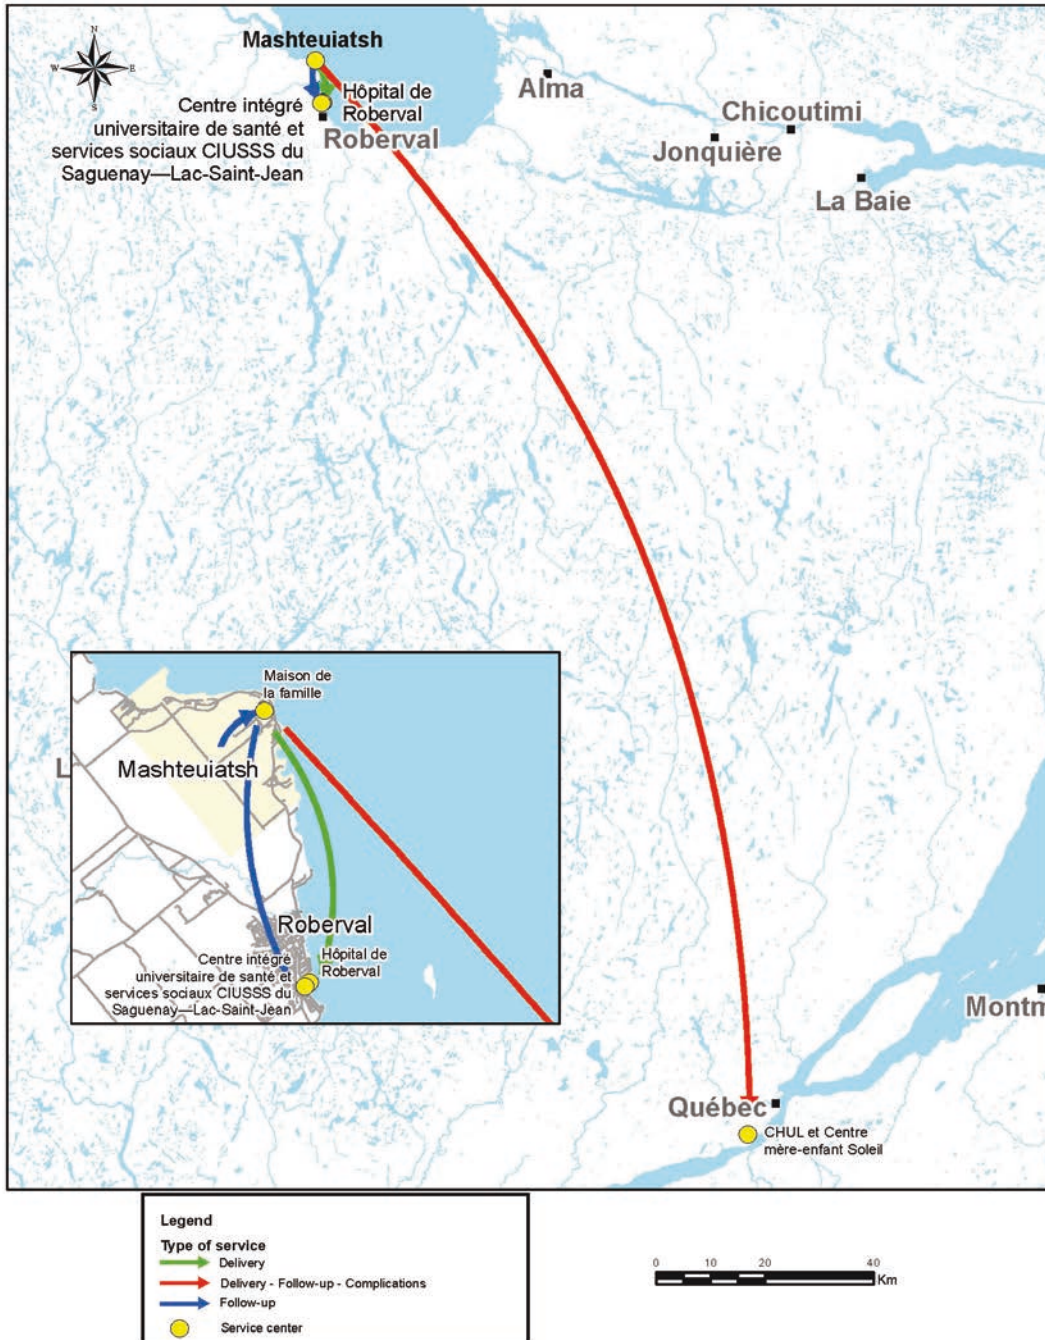 N
W
E
S
Mashteuiatsh
Hôpital de
Roberval
Centre intégré
universitaire de santé et
services sociaux CIUSSS du
Saguenay—Lac-Saint-Jean
Roberval
Alma
Chicoutimi
Jonquière
La Baie
Maison de
la famille
L
Mashteuiatsh
Roberval
Centre intégré
universitaire de santé et
services sociaux CIUSSS du
Saguenay—Lac-Saint-Jean
Hôpital de
Roberval
Montm
Québec
CHUL et Centre
mère-enfant Soleil
Legend
Type of service
Delivery
Delivery - Follow-up - Complications
Follow-up
Service center
0 10 20 40
Km